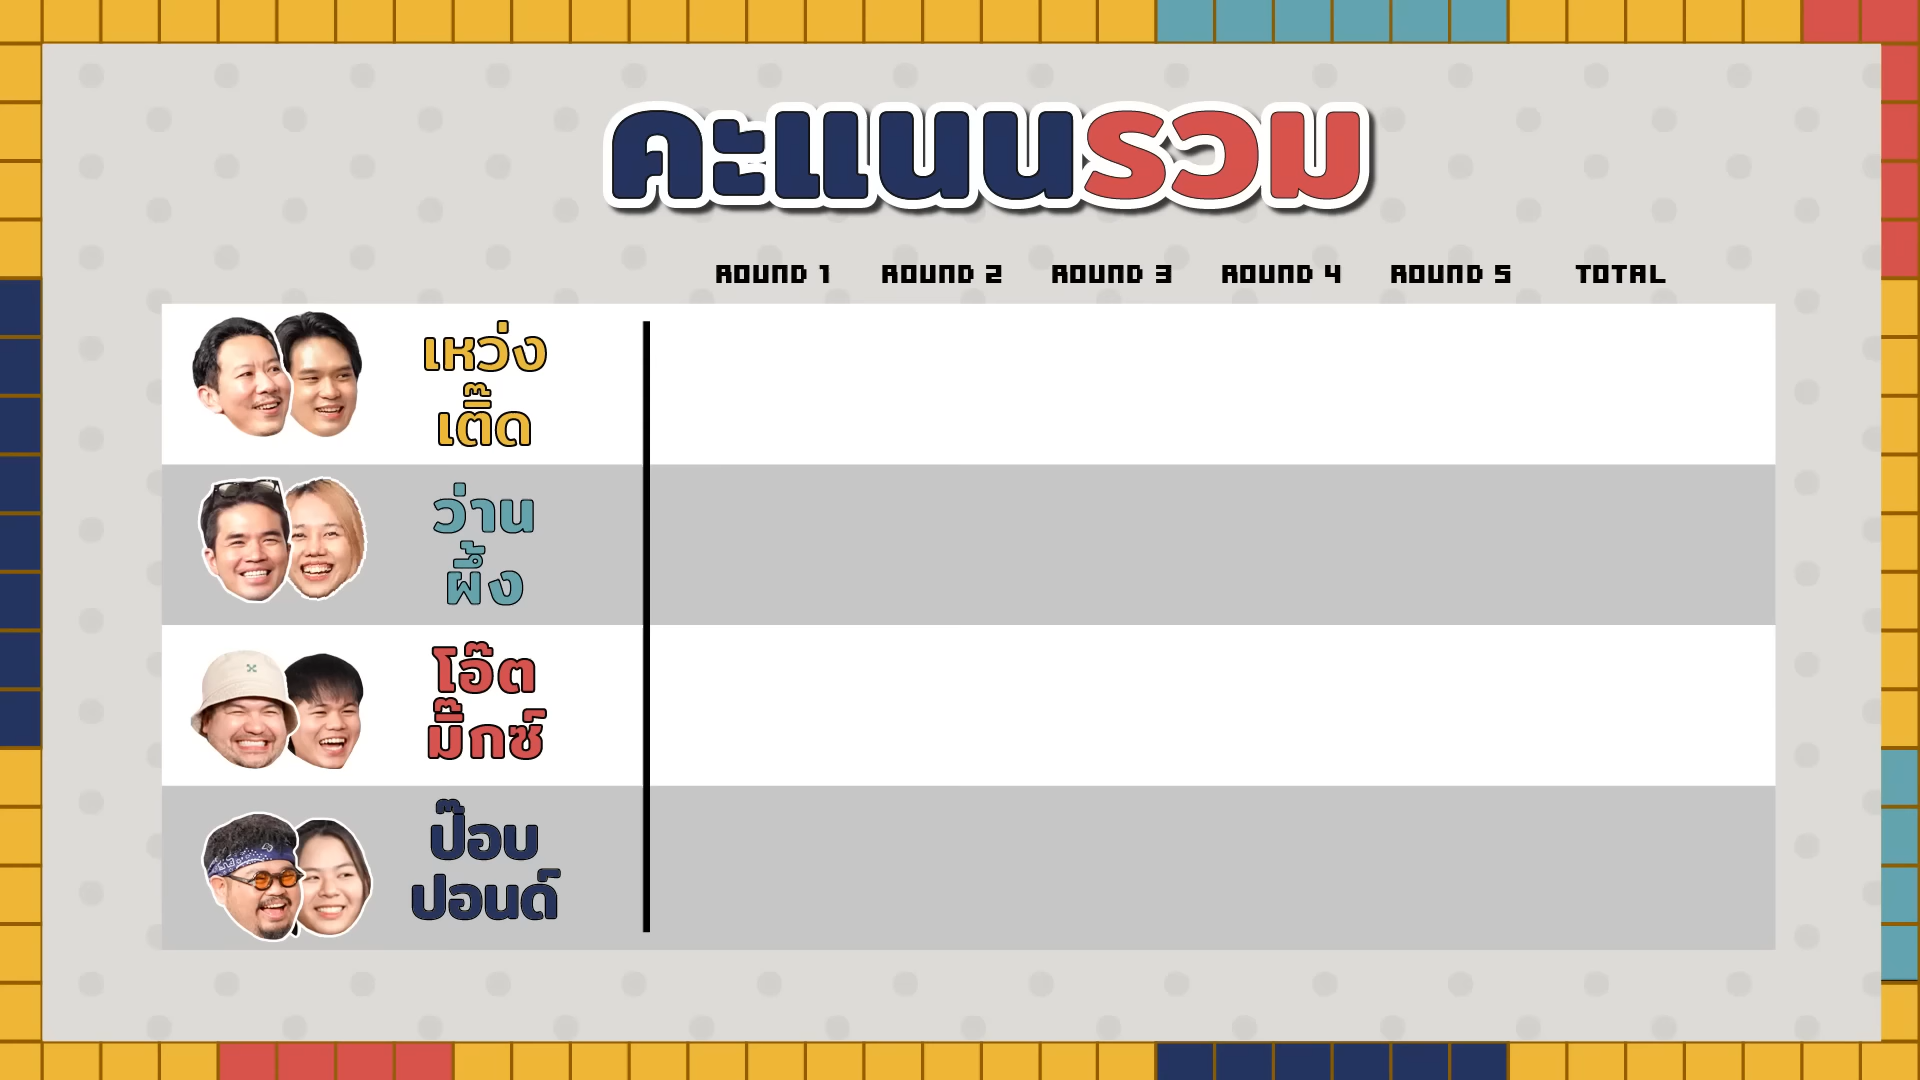 คะแนนรวม
ROUND 1 ROUND 2 ROUND 3 ROUND 4 ROUND 5 TOTAL
เหว่ง
เติ๊ด
ว่าน
ผึ้ง
โอ๊ต
มิ๊กซ์
ป๊อบ
ปอนด์